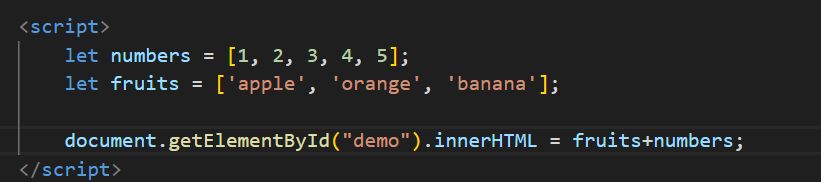 <script>
let numbers = [1, 2, 3, 4, 5];
let fruits = ['apple', 'orange', 'banana'];
document.getElementById("demo").innerHTML = fruits+numbers;
</script>